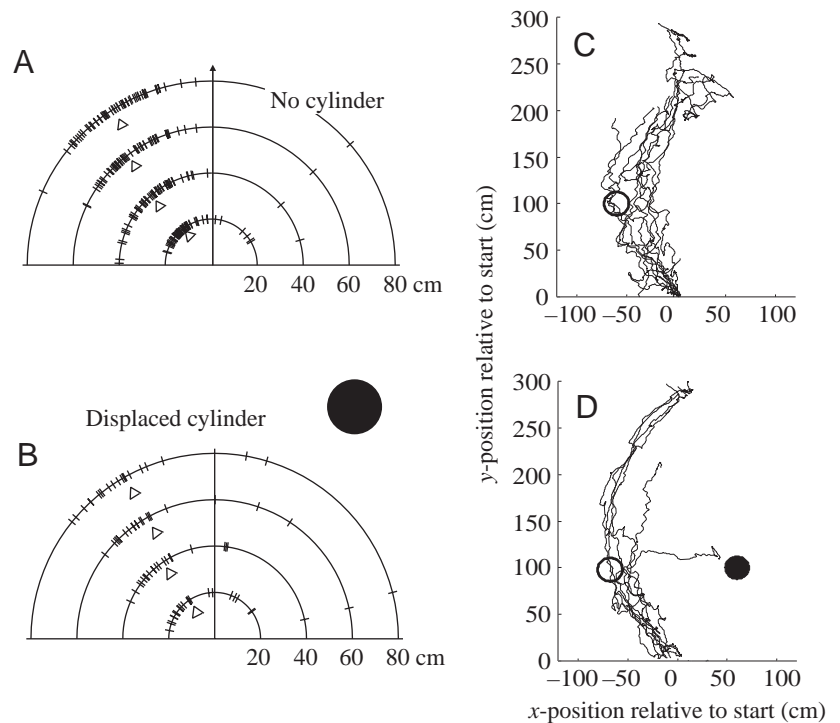 A
No cylinder
20 40 60 80 cm
B
Displaced cylinder
20 40 60 80 cm
y-position relative to start (cm)
C
300
250
200
150
100
50
0
–100 –50 0 50 100
D
300
250
200
150
100
50
0
–100 –50 0 50 100
x-position relative to start (cm)